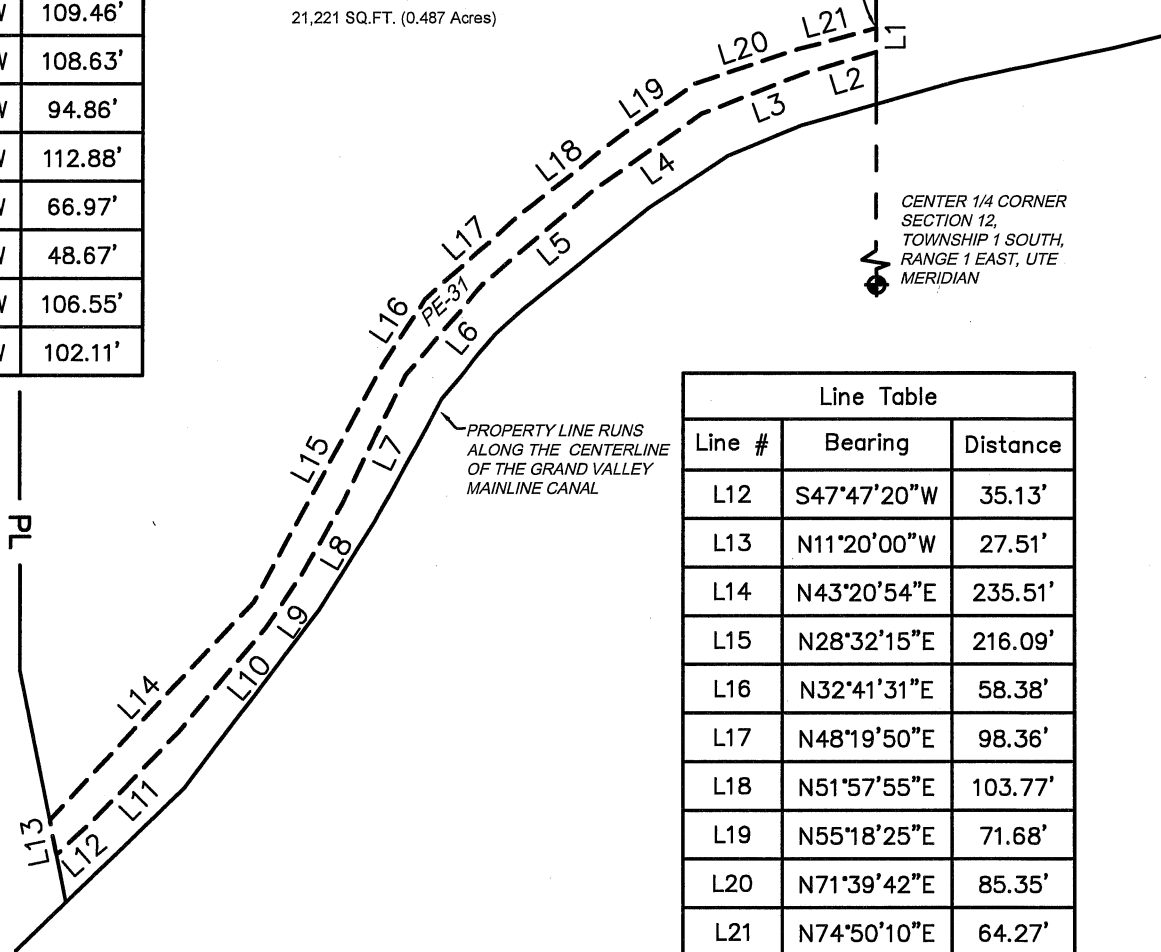 W 109.46'
W 108.63'
W 94.86'
W 112.88'
W 66.97'
W 48.67'
W 106.55'
W 102.11'
21,221 SQ.FT. (0.487 Acres)
L1
L21
L20
L2
L3
L19
L4
L18
L5
L17
PE-31
L16
L6
L7
L15
L8
L9
L10
L14
L11
L13
L12
PL
CENTER 1/4 CORNER
SECTION 12,
TOWNSHIP 1 SOUTH,
RANGE 1 EAST, UTE
MERIDIAN
PROPERTY LINE RUNS
ALONG THE CENTERLINE
OF THE GRAND VALLEY
MAINLINE CANAL
Line Table
Line # Bearing Distance
L12 S47°47'20"W 35.13'
L13 N11°20'00"W 27.51'
L14 N43°20'54"E 235.51'
L15 N28°32'15"E 216.09'
L16 N32°41'31"E 58.38'
L17 N48°19'50"E 98.36'
L18 N51°57'55"E 103.77'
L19 N55°18'25"E 71.68'
L20 N71°39'42"E 85.35'
L21 N74°50'10"E 64.27'